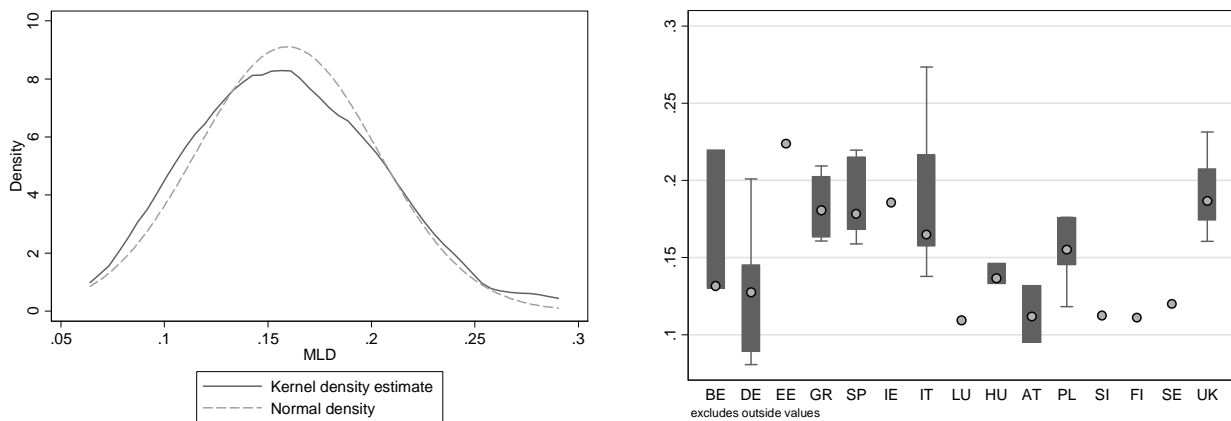 10
8
6
4
2
0
Density
.05
.1
.15
.2
.25
.3
MLD
Kernel density estimate
Normal density
.3
.25
.2
.15
.1
BE DE EE GR SP IE IT LU HU AT PL SI FI SE UK
excludes outside values